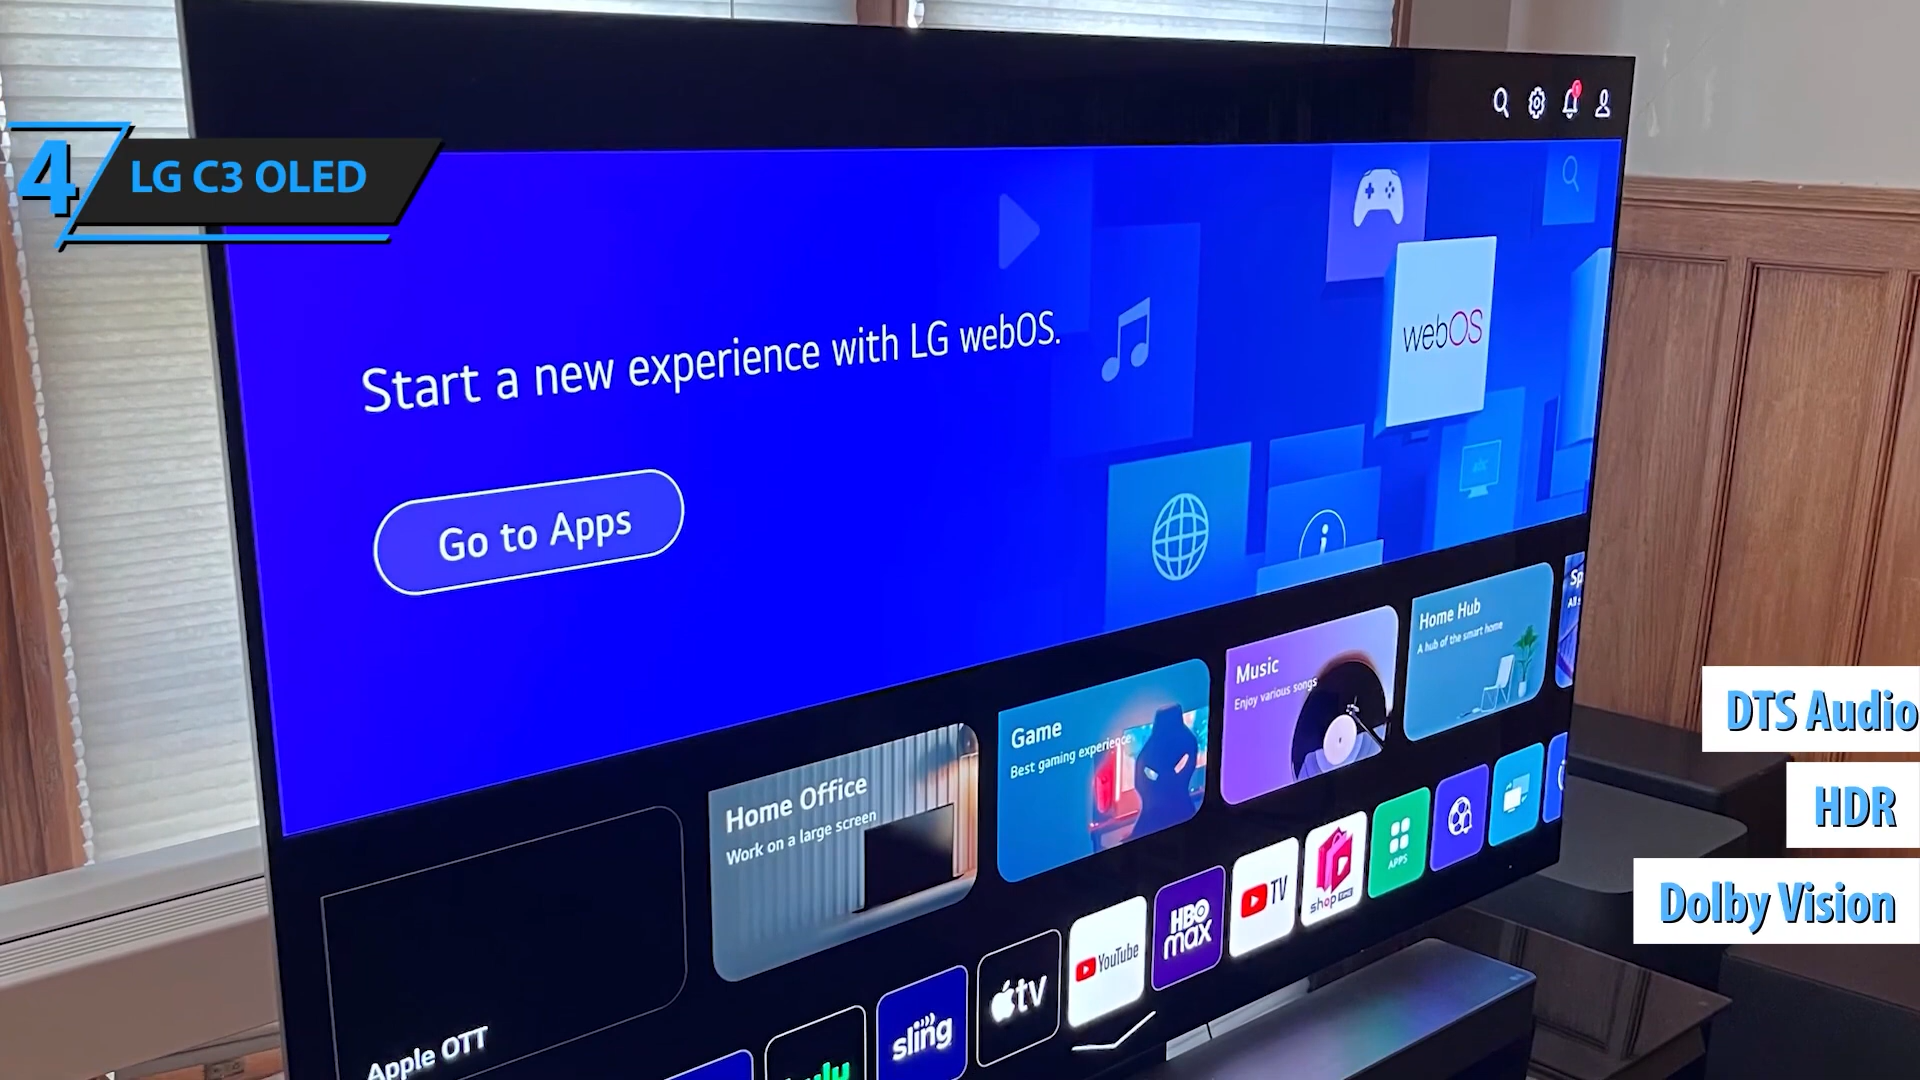 4
LG C3 OLED
Start a new experience with LG webOS.
webOS
Go to Apps
Home Hub
A hub of the smart home
Music
Enjoy various songs
Game
Best gaming experience
Home Office
Work on a large screen
Apple OTT
hulu
sling
tv
YouTube
HBO
max
TV
shop
APPS
DTS Audio
HDR
Dolby Vision